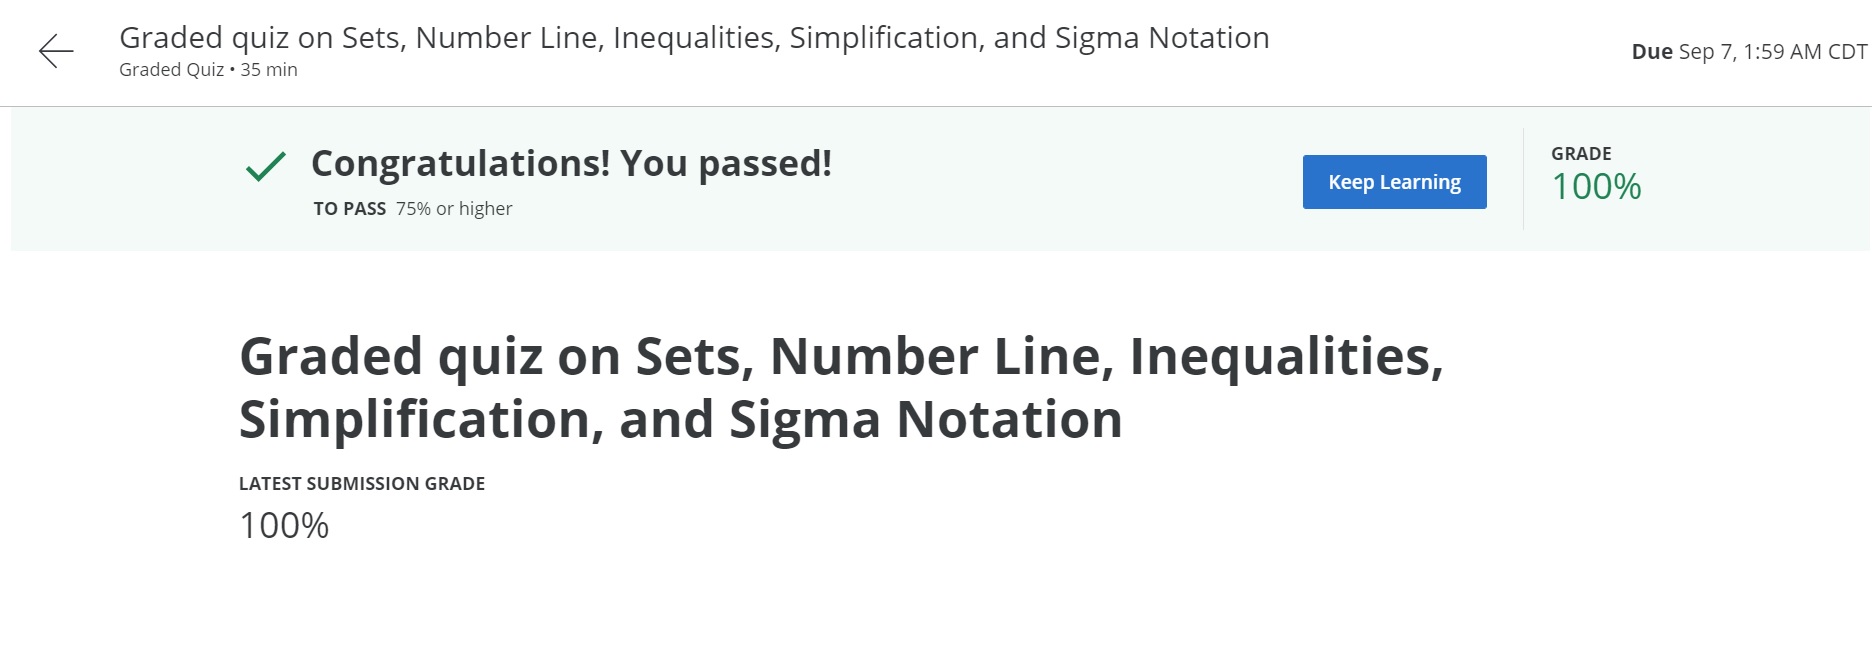 Graded quiz on Sets, Number Line, Inequalities, Simplification, and Sigma Notation
Graded Quiz • 35 min
Due Sep 7, 1:59 AM CDT
Congratulations! You passed!
TO PASS 75% or higher
Keep Learning
GRADE
100%
Graded quiz on Sets, Number Line, Inequalities,
Simplification, and Sigma Notation
LATEST SUBMISSION GRADE
100%